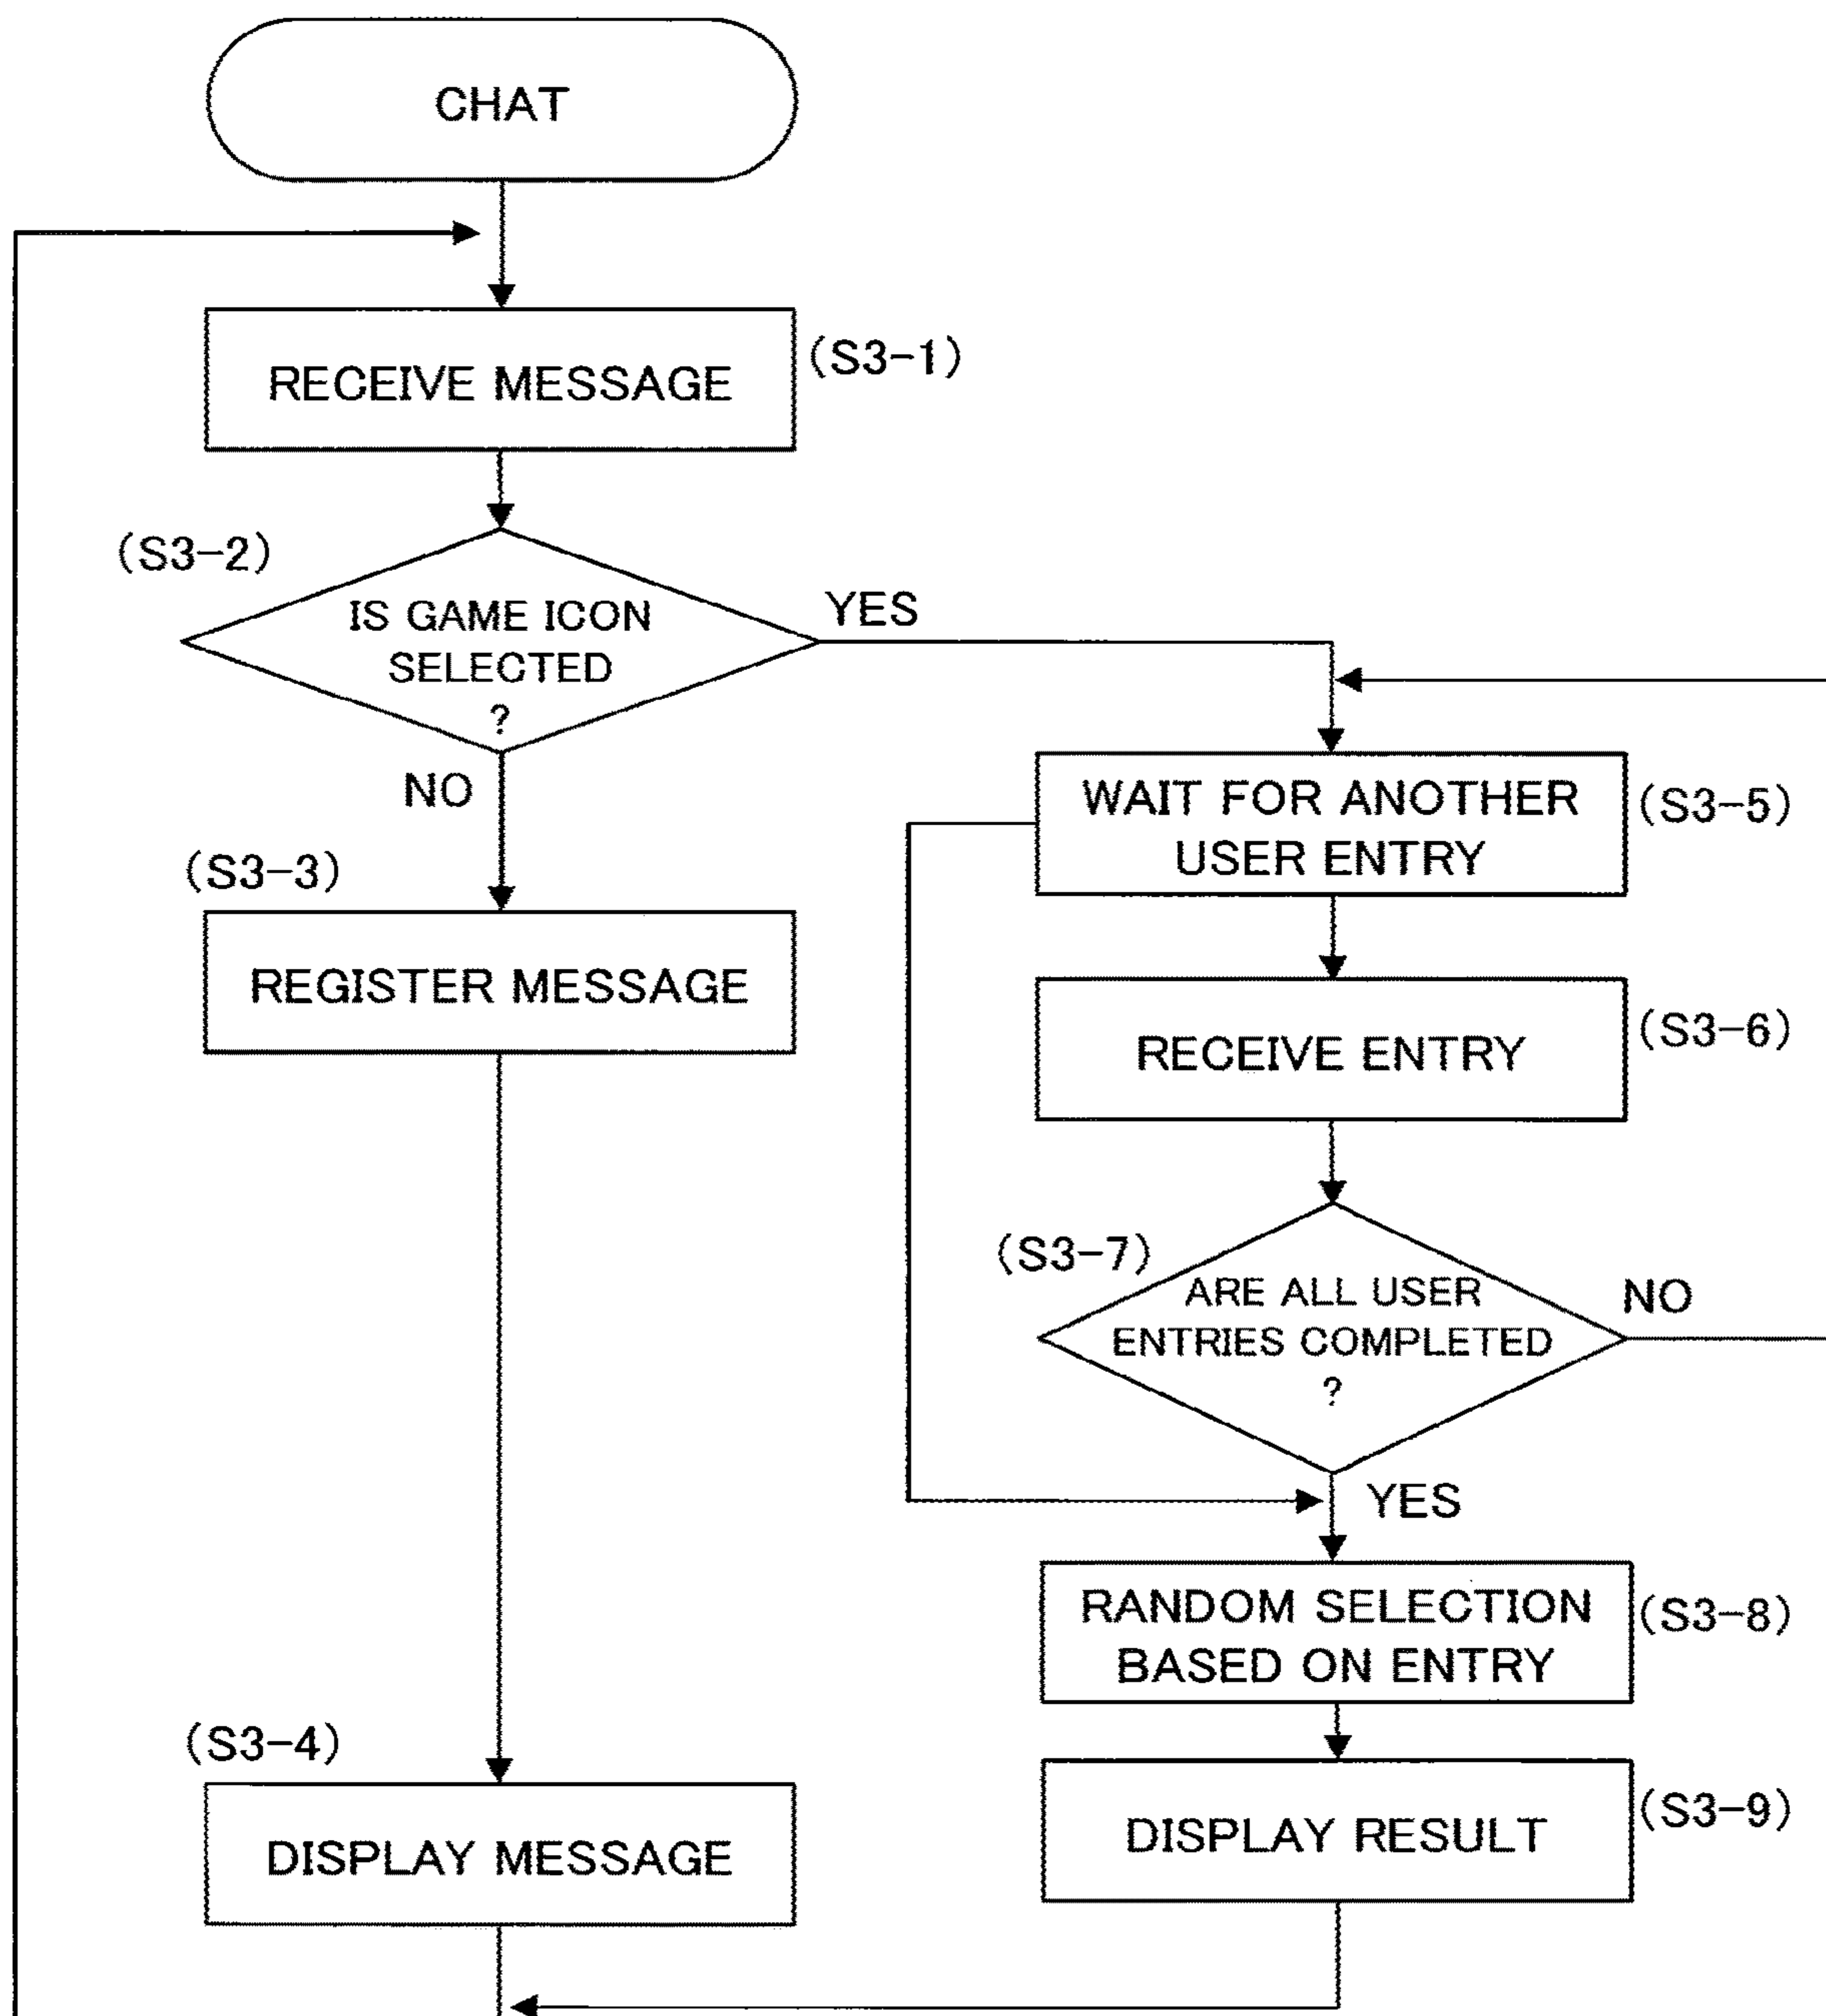 CHAT
RECEIVE MESSAGE
(S3-1)
(S3-2)
IS GAME ICON
SELECTED
?
YES
NO
(S3-3)
REGISTER MESSAGE
(S3-4)
DISPLAY MESSAGE
WAIT FOR ANOTHER
USER ENTRY
(S3-5)
RECEIVE ENTRY
(S3-6)
(S3-7)
ARE ALL USER
ENTRIES COMPLETED
?
NO
YES
RANDOM SELECTION
BASED ON ENTRY
(S3-8)
DISPLAY RESULT
(S3-9)